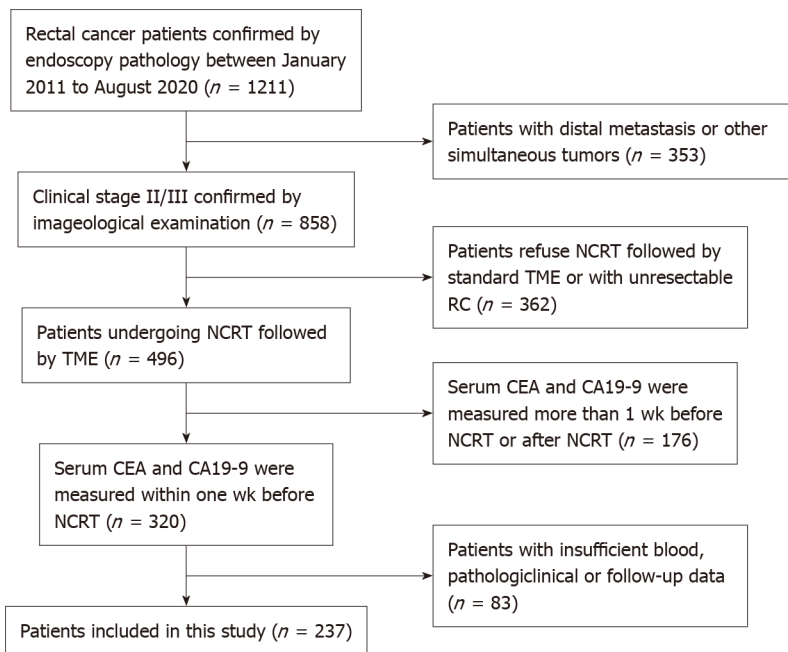 Rectal cancer patients confirmed by
endoscopy pathology between January
2011 to August 2020 (n = 1211)
Patients with distal metastasis or other
simultaneous tumors (n = 353)
Clinical stage II/III confirmed by
imageological examination (n = 858)
Patients refuse NCRT followed by
standard TME or with unresectable
RC (n = 362)
Patients undergoing NCRT followed
by TME (n = 496)
Serum CEA and CA19-9 were
measured more than 1 wk before
NCRT or after NCRT (n = 176)
Serum CEA and CA19-9 were
measured within one wk before
NCRT (n = 320)
Patients with insufficient blood,
pathologiclinical or follow-up data
(n = 83)
Patients included in this study (n = 237)